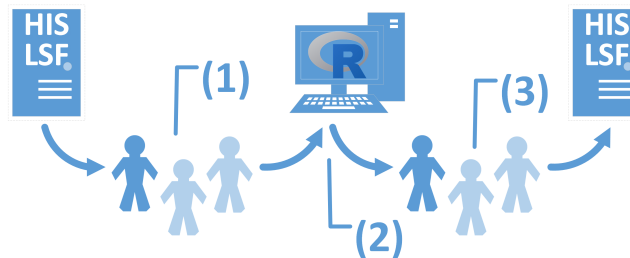 HIS
LSF
(1)
R
(2)
(3)
HIS
LSF